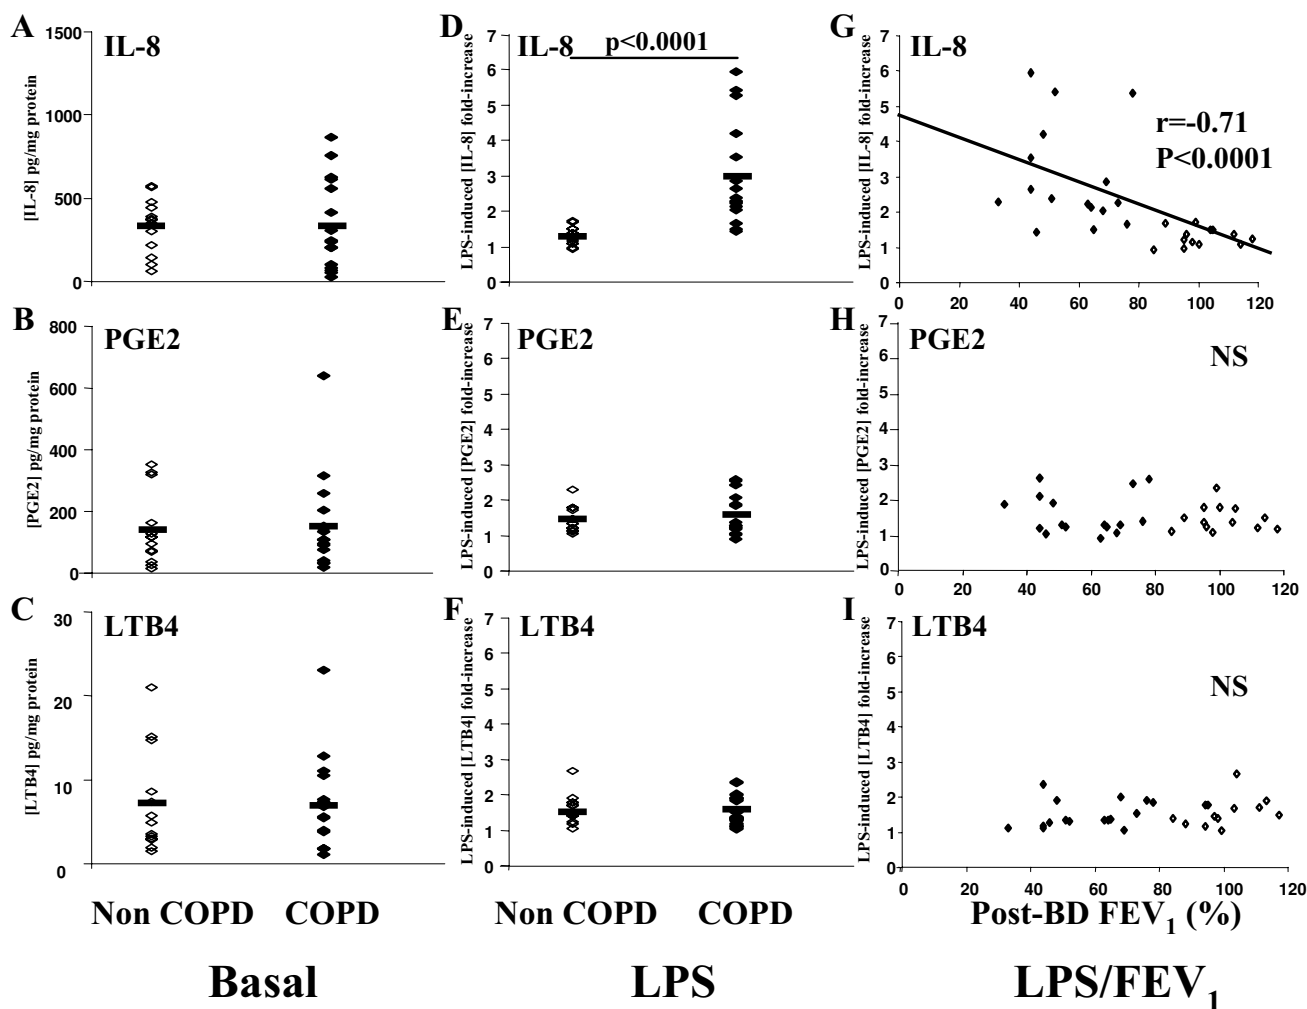 A
IL-8
[IL-8] pg/mg protein
1500
1000
500
0
D
IL-8
p<0.0001
LPS-induced [IL-8] fold-increase
7
6
5
4
3
2
1
0
G
IL-8
LPS-induced [IL-8] fold-increase
7
6
5
4
3
2
1
0
r=-0.71
P<0.0001
0 20 40 60 80 100 120
B
PGE2
[PGE2] pg/mg protein
800
600
400
200
0
E
PGE2
LPS-induced [PGE2] fold-increase
7
6
5
4
3
2
1
0
H
PGE2
NS
LPS-induced [PGE2] fold-increase
7
6
5
4
3
2
1
0
0 20 40 60 80 100 120
C
LTB4
[LTB4] pg/mg protein
30
20
10
0
F
LTB4
LPS-induced [LTB4] fold-increase
7
6
5
4
3
2
1
0
I
LTB4
NS
LPS-induced [LTB4] fold-increase
7
6
5
4
3
2
1
0
0 20 40 60 80 100 120
Non COPD COPD
Non COPD COPD
Post-BD FEV1 (%)
Basal
LPS
LPS/FEV1